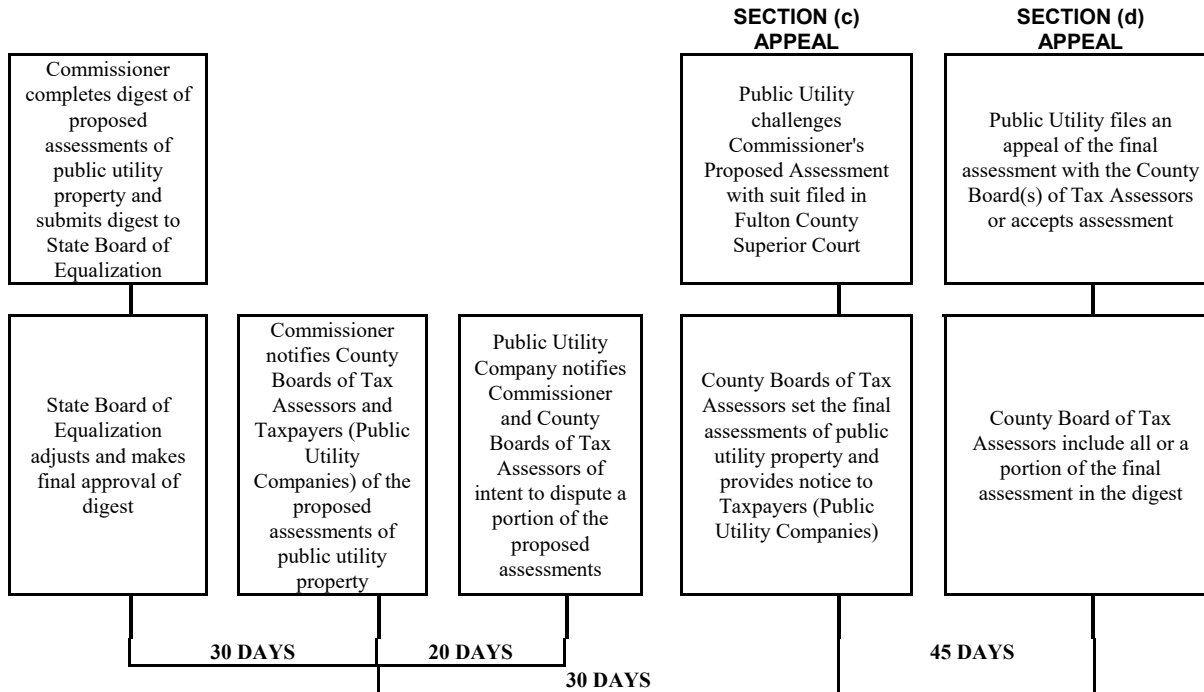 SECTION (c)
APPEAL
SECTION (d)
APPEAL
Commissioner
completes digest of
proposed
assessments of
public utility
property and
submits digest to
State Board of
Equalization
Public Utility
challenges
Commissioner's
Proposed Assessment
with suit filed in
Fulton County
Superior Court
Public Utility files an
appeal of the final
assessment with the County
Board(s) of Tax Assessors
or accepts assessment
State Board of
Equalization
adjusts and makes
final approval of
digest
Commissioner
notifies County
Boards of Tax
Assessors and
Taxpayers (Public
Utility
Companies) of the
proposed
assessments of
public utility
property
Public Utility
Company notifies
Commissioner
and County
Boards of Tax
Assessors of
intent to dispute a
portion of the
proposed
assessments
County Boards of Tax
Assessors set the final
assessments of public
utility property and
provides notice to
Taxpayers (Public
Utility Companies)
County Board of Tax
Assessors include all or a
portion of the final
assessment in the digest
30 DAYS
20 DAYS
45 DAYS
30 DAYS